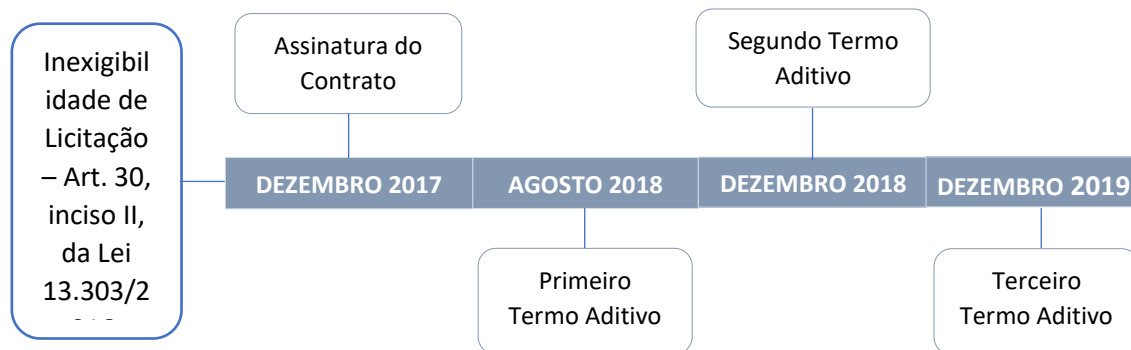 Inexigibil
idade de
Licitação
– Art. 30,
inciso II,
da Lei
13.303/2
Assinatura do
Contrato
Segundo Termo
Aditivo
DEZEMBRO 2017
AGOSTO 2018
DEZEMBRO 2018
DEZEMBRO 2019
Primeiro
Termo Aditivo
Terceiro
Termo Aditivo